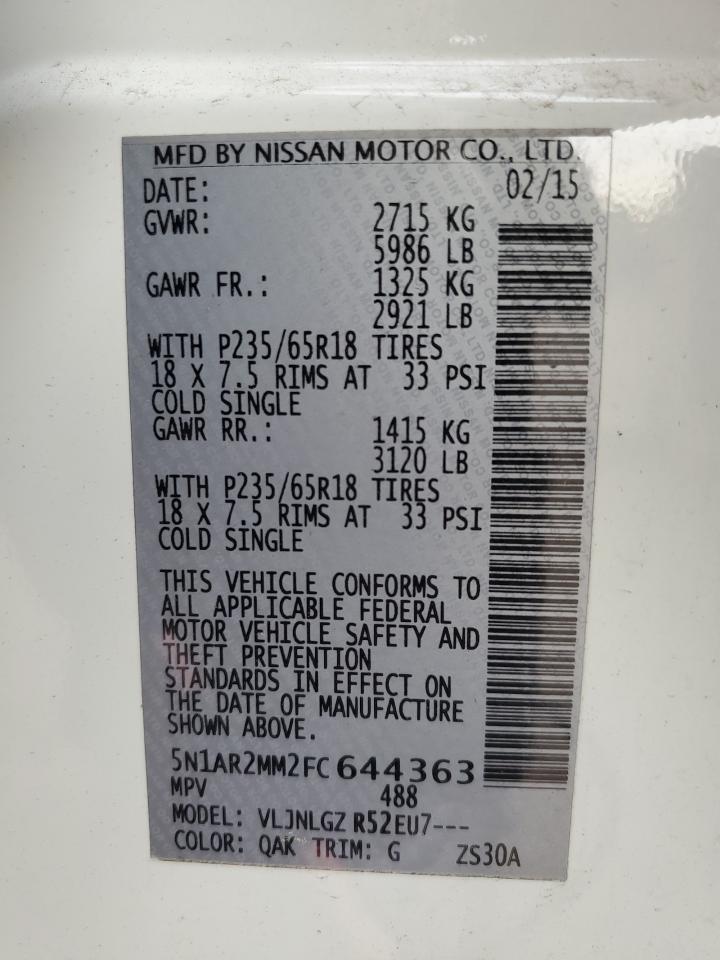 MFD BY NISSAN MOTOR CO., LTD.
DATE: 02/15
GVWR: 2715 KG
5986 LB
GAWR FR.: 1325 KG
2921 LB
WITH P235/65R18 TIRES
18 X 7.5 RIMS AT 33 PSI
COLD SINGLE
GAWR RR.: 1415 KG
3120 LB
WITH P235/65R18 TIRES
18 X 7.5 RIMS AT 33 PSI
COLD SINGLE
THIS VEHICLE CONFORMS TO
ALL APPLICABLE FEDERAL
MOTOR VEHICLE SAFETY AND
THEFT PREVENTION
STANDARDS IN EFFECT ON
THE DATE OF MANUFACTURE
SHOWN ABOVE.
5N1AR2MM2FC644363
MPV 488
MODEL: VLJNLGZ R52EU7---
COLOR: QAK TRIM: G ZS30A